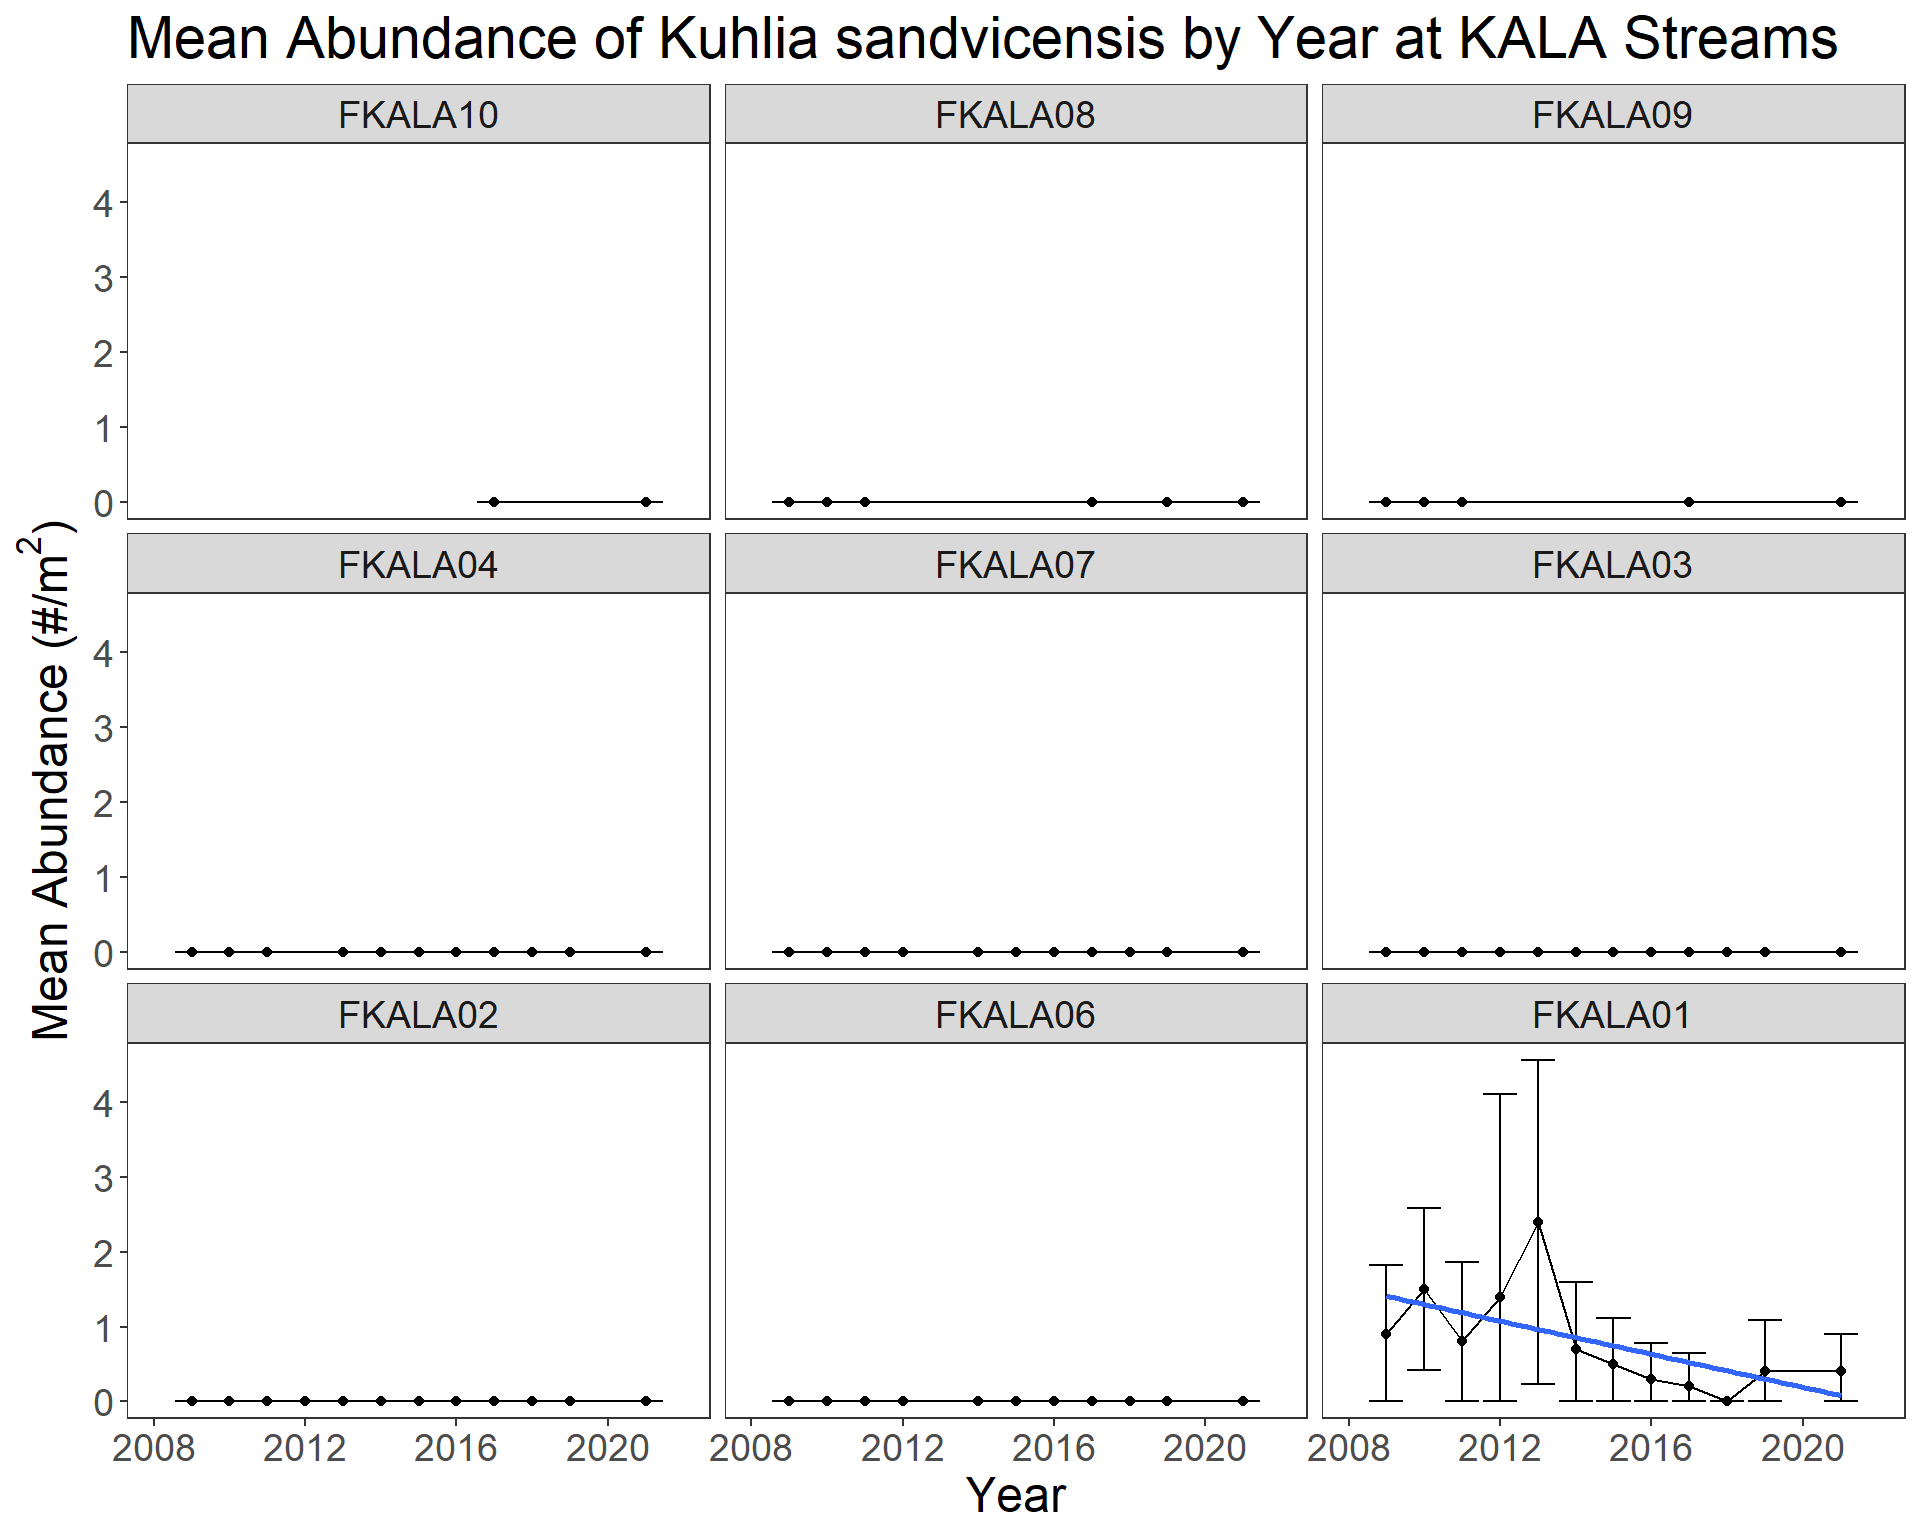 Mean Abundance of Kuhlia sandvicensis by Year at KALA Streams
FKALA10 FKALA08 FKALA09
4
3
2
1
0
FKALA04 FKALA07 FKALA03
4
3
2
1
0
FKALA02 FKALA06 FKALA01
4
3
2
1
0
2008 2012 2016 2020 2008 2012 2016 2020 2008 2012 2016 2020
Year
Mean Abundance (#/m²)